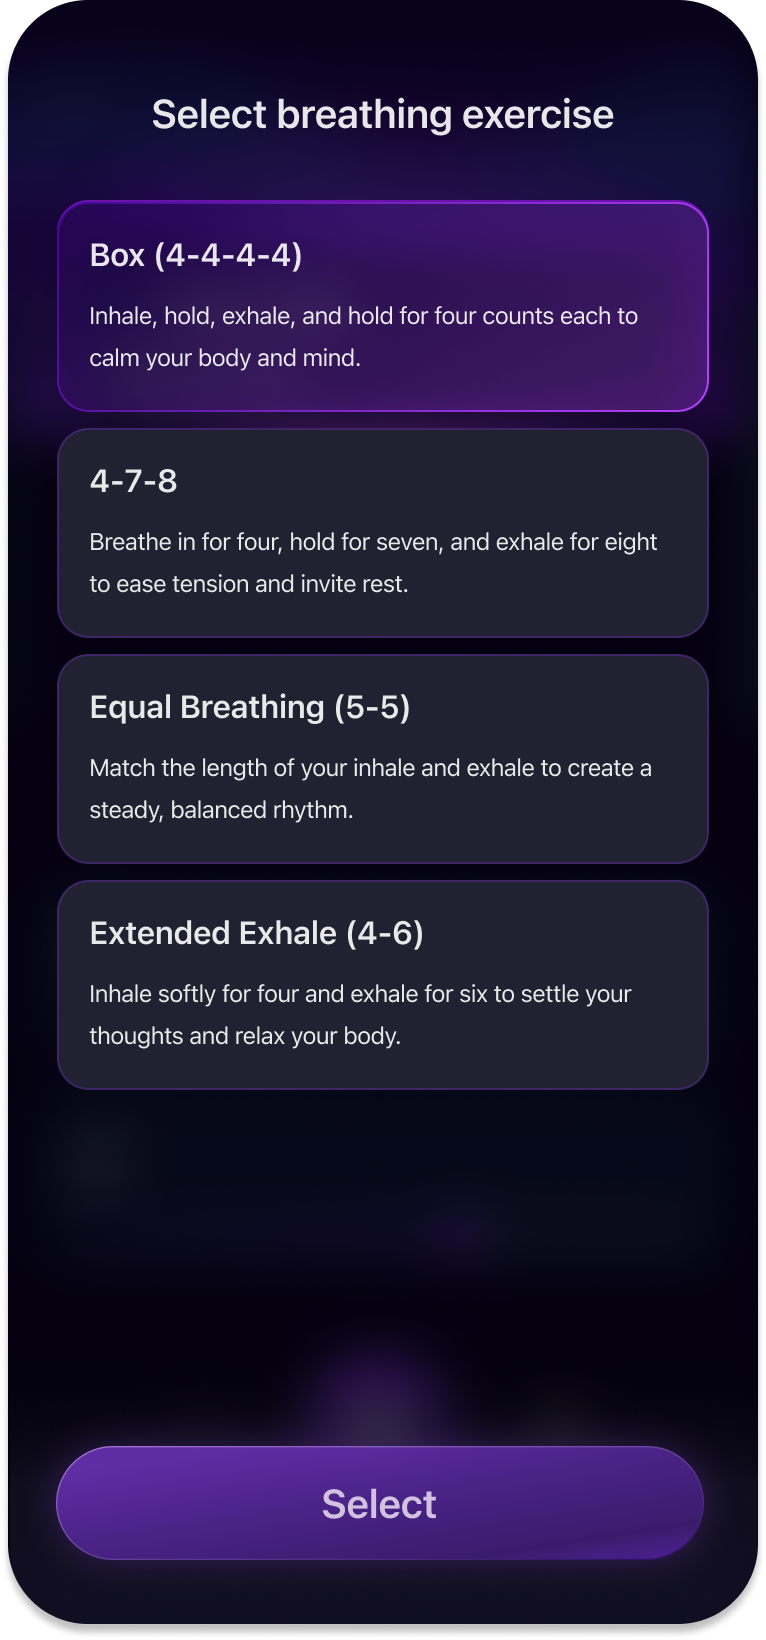 Select breathing exercise
Box (4-4-4-4)
Inhale, hold, exhale, and hold for four counts each to
calm your body and mind.
4-7-8
Breathe in for four, hold for seven, and exhale for eight
to ease tension and invite rest.
Equal Breathing (5-5)
Match the length of your inhale and exhale to create a
steady, balanced rhythm.
Extended Exhale (4-6)
Inhale softly for four and exhale for six to settle your
thoughts and relax your body.
Select